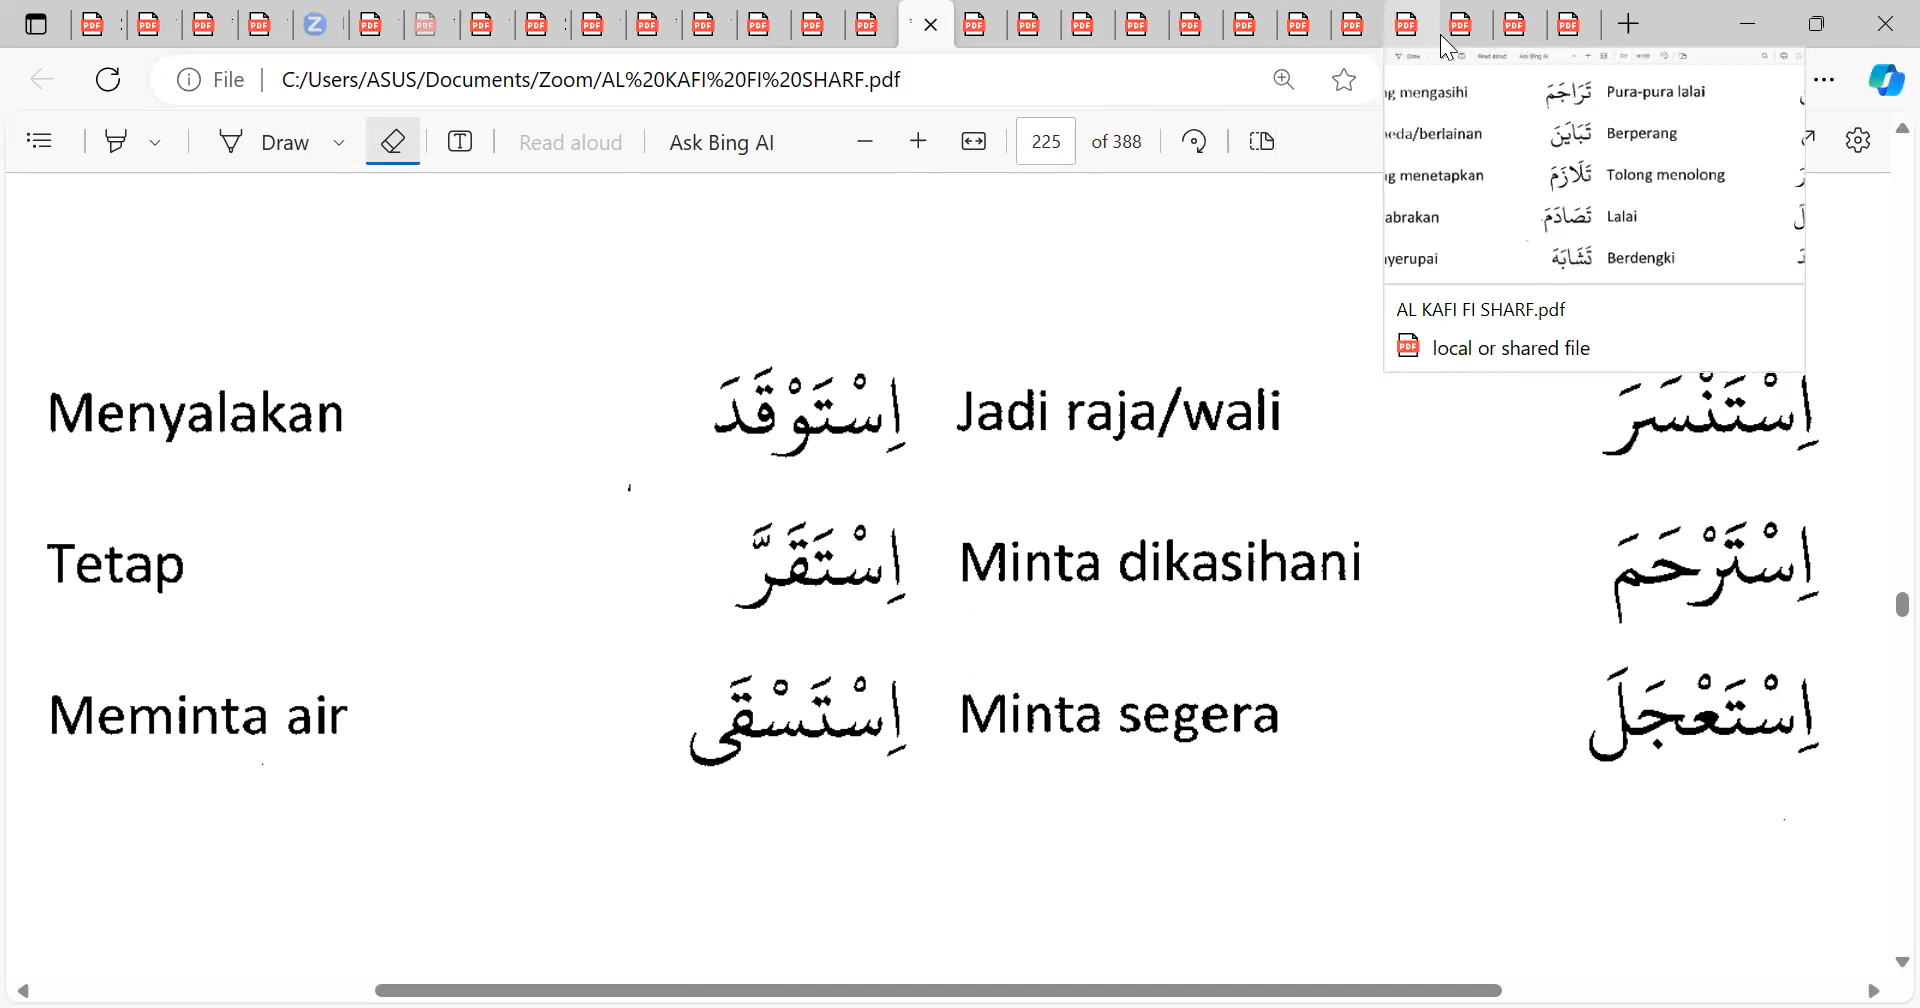 File
C:/Users/ASUS/Documents/Zoom/AL%20KAFI%20FI%20SHARF.pdf
Draw
Read aloud
Ask Bing AI
225 of 388
mengasihi تَرَاحَمَ Pura-pura lalai
eda/berlainan تَبَايَنَ Berperang
menetapkan تَلَازَمَ Tolong menolong
abrakan تَصَادَمَ Lalai
yerupai تَشَابَهَ Berdengki
AL KAFI FI SHARF.pdf
local or shared file
Menyalakan اِسْتَوْقَدَ Jadi raja/wali اِسْتَنْسَرَ
Tetap اِسْتَقَرَّ Minta dikasihani اِسْتَرْحَمَ
Meminta air اِسْتَسْقَى Minta segera اِسْتَعْجَلَ